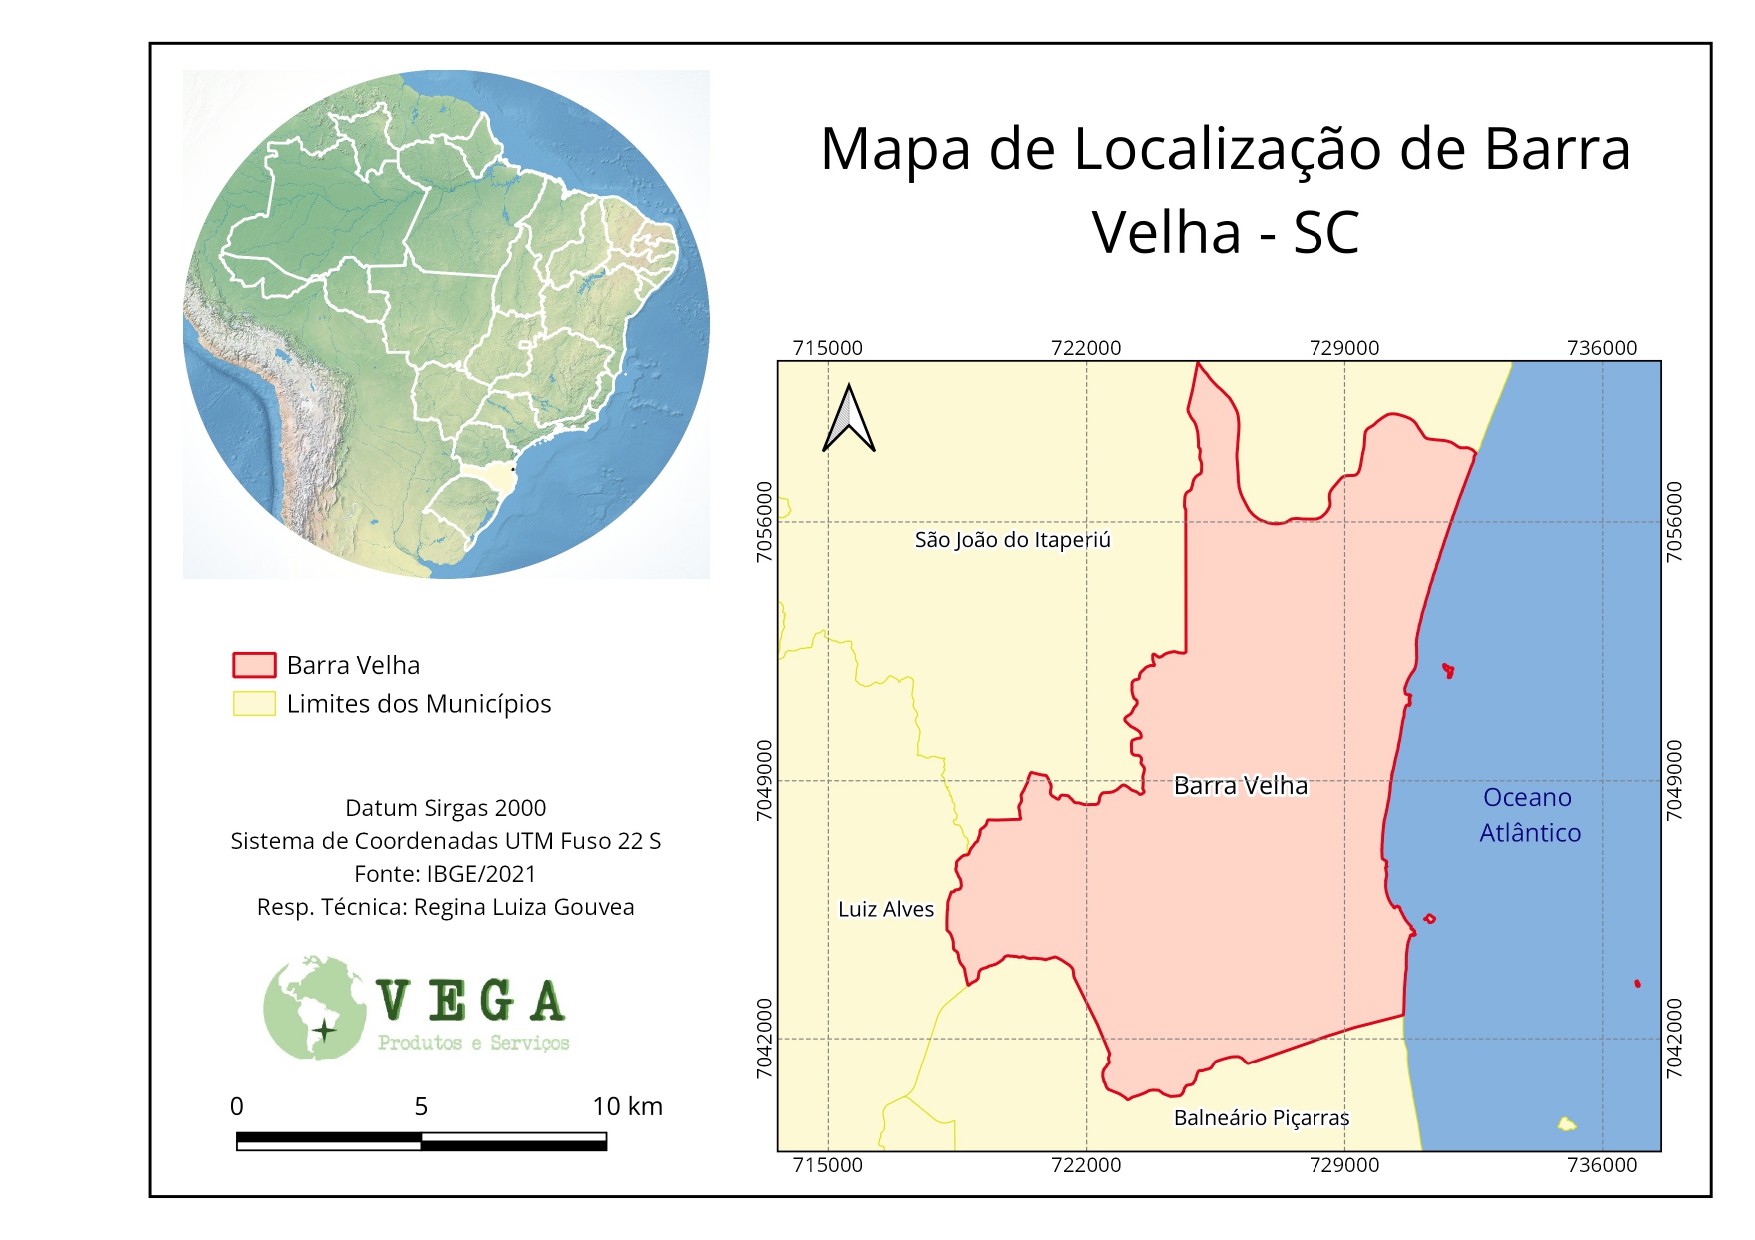 Mapa de Localização de Barra
Velha - SC
715000 722000 729000 736000
7056000 7056000
São João do Itaperiú
Barra Velha
Limites dos Municípios
7049000 7049000
Barra Velha
Oceano
Atlântico
Datum Sirgas 2000
Sistema de Coordenadas UTM Fuso 22 S
Fonte: IBGE/2021
Resp. Técnica: Regina Luiza Gouvea
Luiz Alves
VEGA
Produtos e Serviços
7042000 7042000
0 5 10 km
Balneário Piçarras
715000 722000 729000 736000